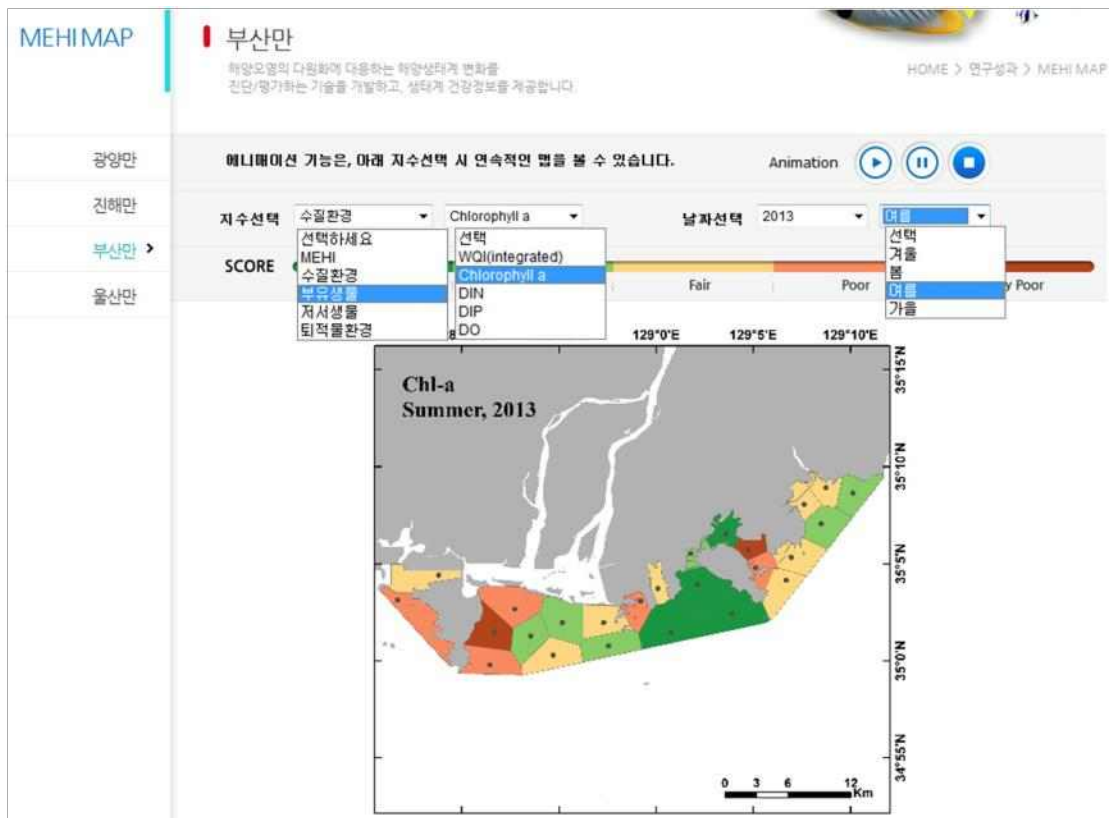 MEHI MAP
부산만
해양오염의 다원화에 대응하는 해양생태계 변화를
진단/평가하는 기술을 개발하고, 생태계 건강정보를 제공합니다.
HOME > 연구성과 > MEHI MAP
광양만
진해만
부산만 >
울산만
에니메이션 기능은, 아래 지수선택 시 연속적인 맵을 볼 수 있습니다.
Animation
지수선택 수질환경 Chlorophyll a 날짜선택 2013 여름
선택하세요
MEHI
수질환경
부유생물
저서생물
퇴적물환경
선택
WQI(integrated)
Chlorophyll a
DIN
DIP
DO
선택
겨울
봄
여름
가을
SCORE
Fair Poor y Poor
129°0'E 129°5'E 129°10'E
Chl-a
Summer, 2013
35°15'N
35°10'N
35°5'N
35°0'N
34°55'N
0 3 6 12
Km